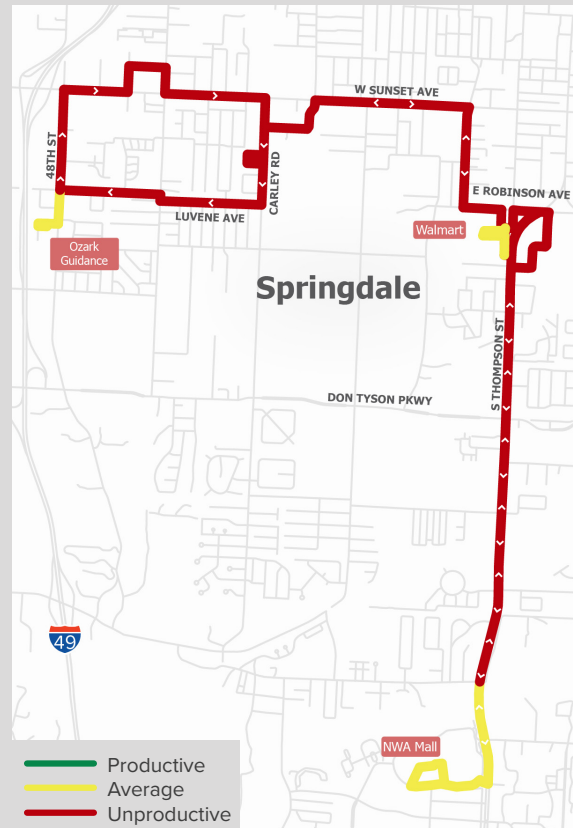 W SUNSET AVE
48TH ST
CARLEY RD
E ROBINSON AVE
LUVENE AVE
Walmart
Ozark
Guidance
Springdale
S THOMPSON ST
DON TYSON PKWY
49
NWA Mall
Productive
Average
Unproductive